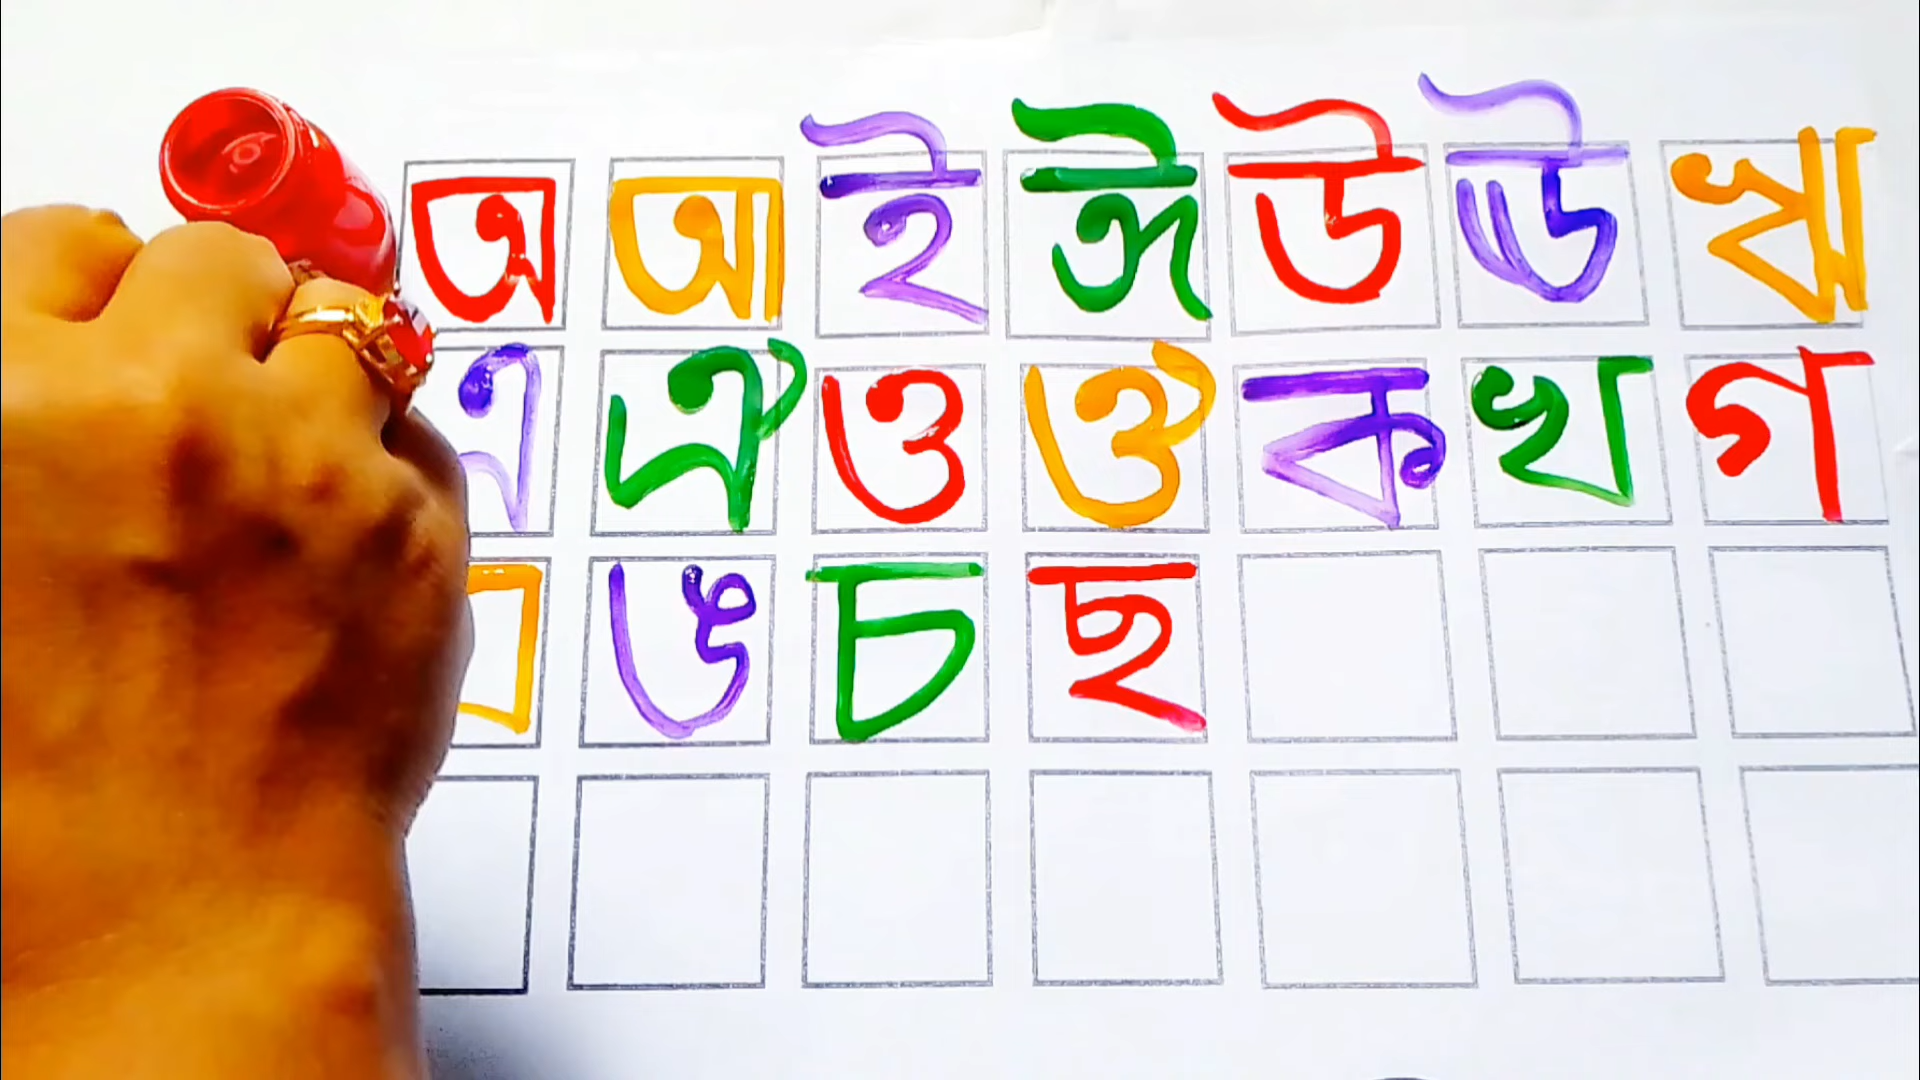 অ আ ই ঈ উ ঊ ঋ
এ ঐ ও ঔ ক খ গ
ঙ চ ছ